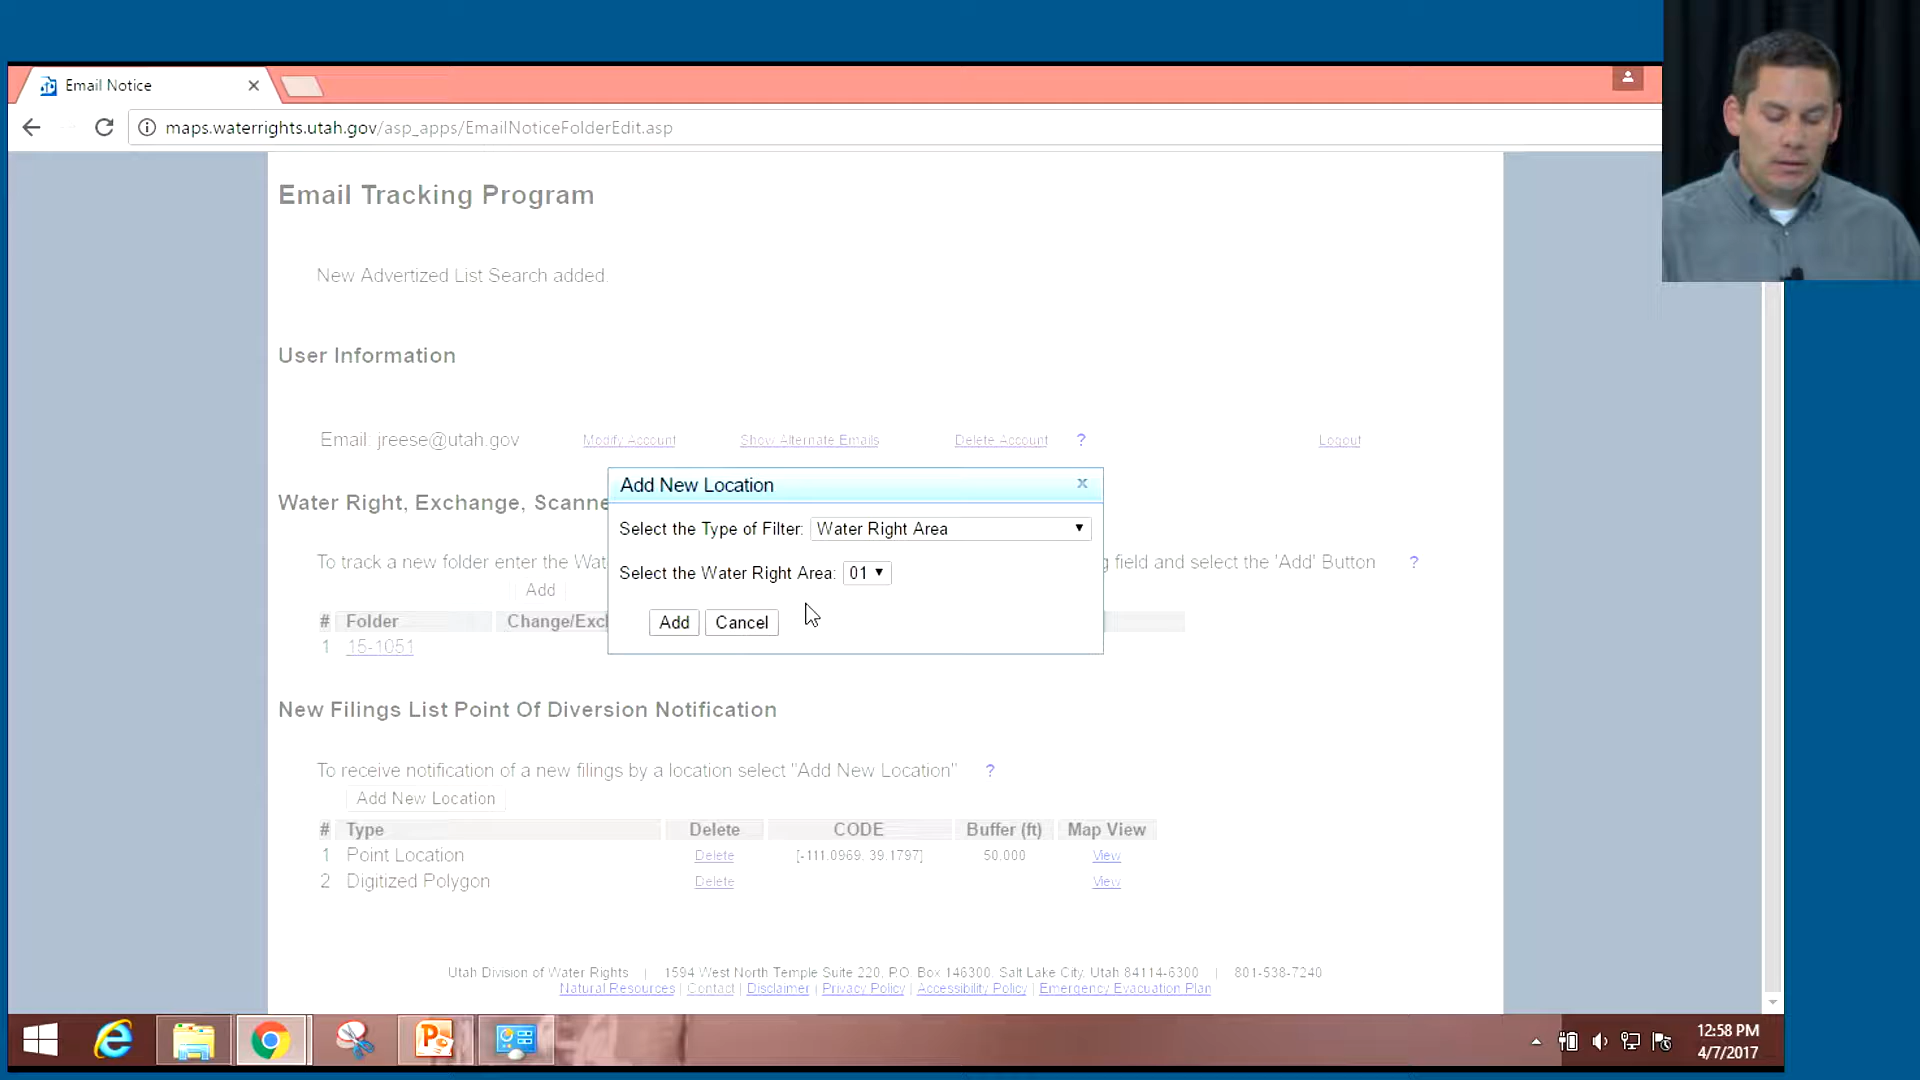 Email Notice
maps.waterrights.utah.gov/asp_apps/EmailNoticeFolderEdit.asp
Email Tracking Program
New Advertized List Search added.
User Information
Email: jreese@utah.gov Modify Account Show Alternate Emails Delete Account ? Logout
Add New Location x
Water Right, Exchange, Scanne
Select the Type of Filter: Water Right Area
To track a new folder enter the Wat g field and select the 'Add' Button ?
Select the Water Right Area: 01
Add
Add Cancel
# Folder Change/Exch
1 15-1051
New Filings List Point Of Diversion Notification
To receive notification of a new filings by a location select "Add New Location" ?
Add New Location
# Type Delete CODE Buffer (ft) Map View
1 Point Location Delete [-111.0969, 39.1797] 50.000 View
2 Digitized Polygon Delete View
Utah Division of Water Rights | 1594 West North Temple Suite 220, P.O. Box 146300, Salt Lake City, Utah 84114-6300 | 801-538-7240
Natural Resources | Contact | Disclaimer | Privacy Policy | Accessibility Policy | Emergency Evacuation Plan
12:58 PM
4/7/2017